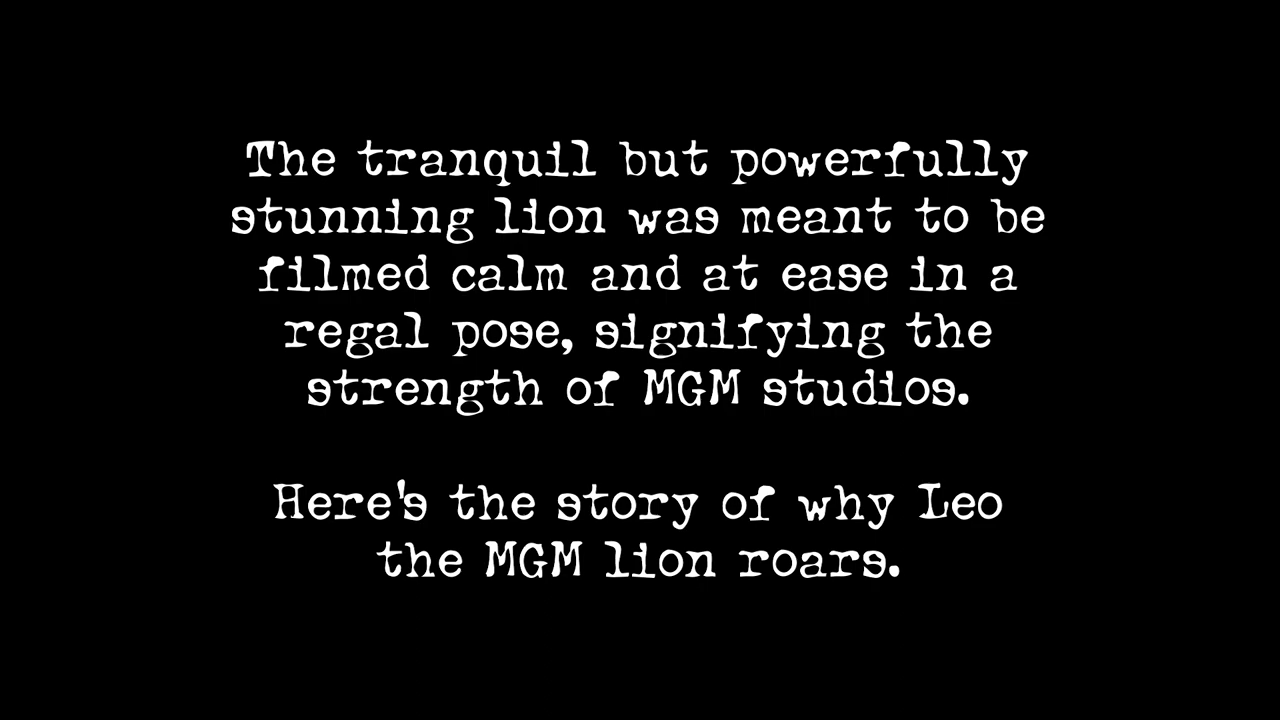 The tranquil but powerfully
stunning lion was meant to be
filmed calm and at ease in a
regal pose, signifying the
strength of MGM studios.
Here's the story of why Leo
the MGM lion roars.